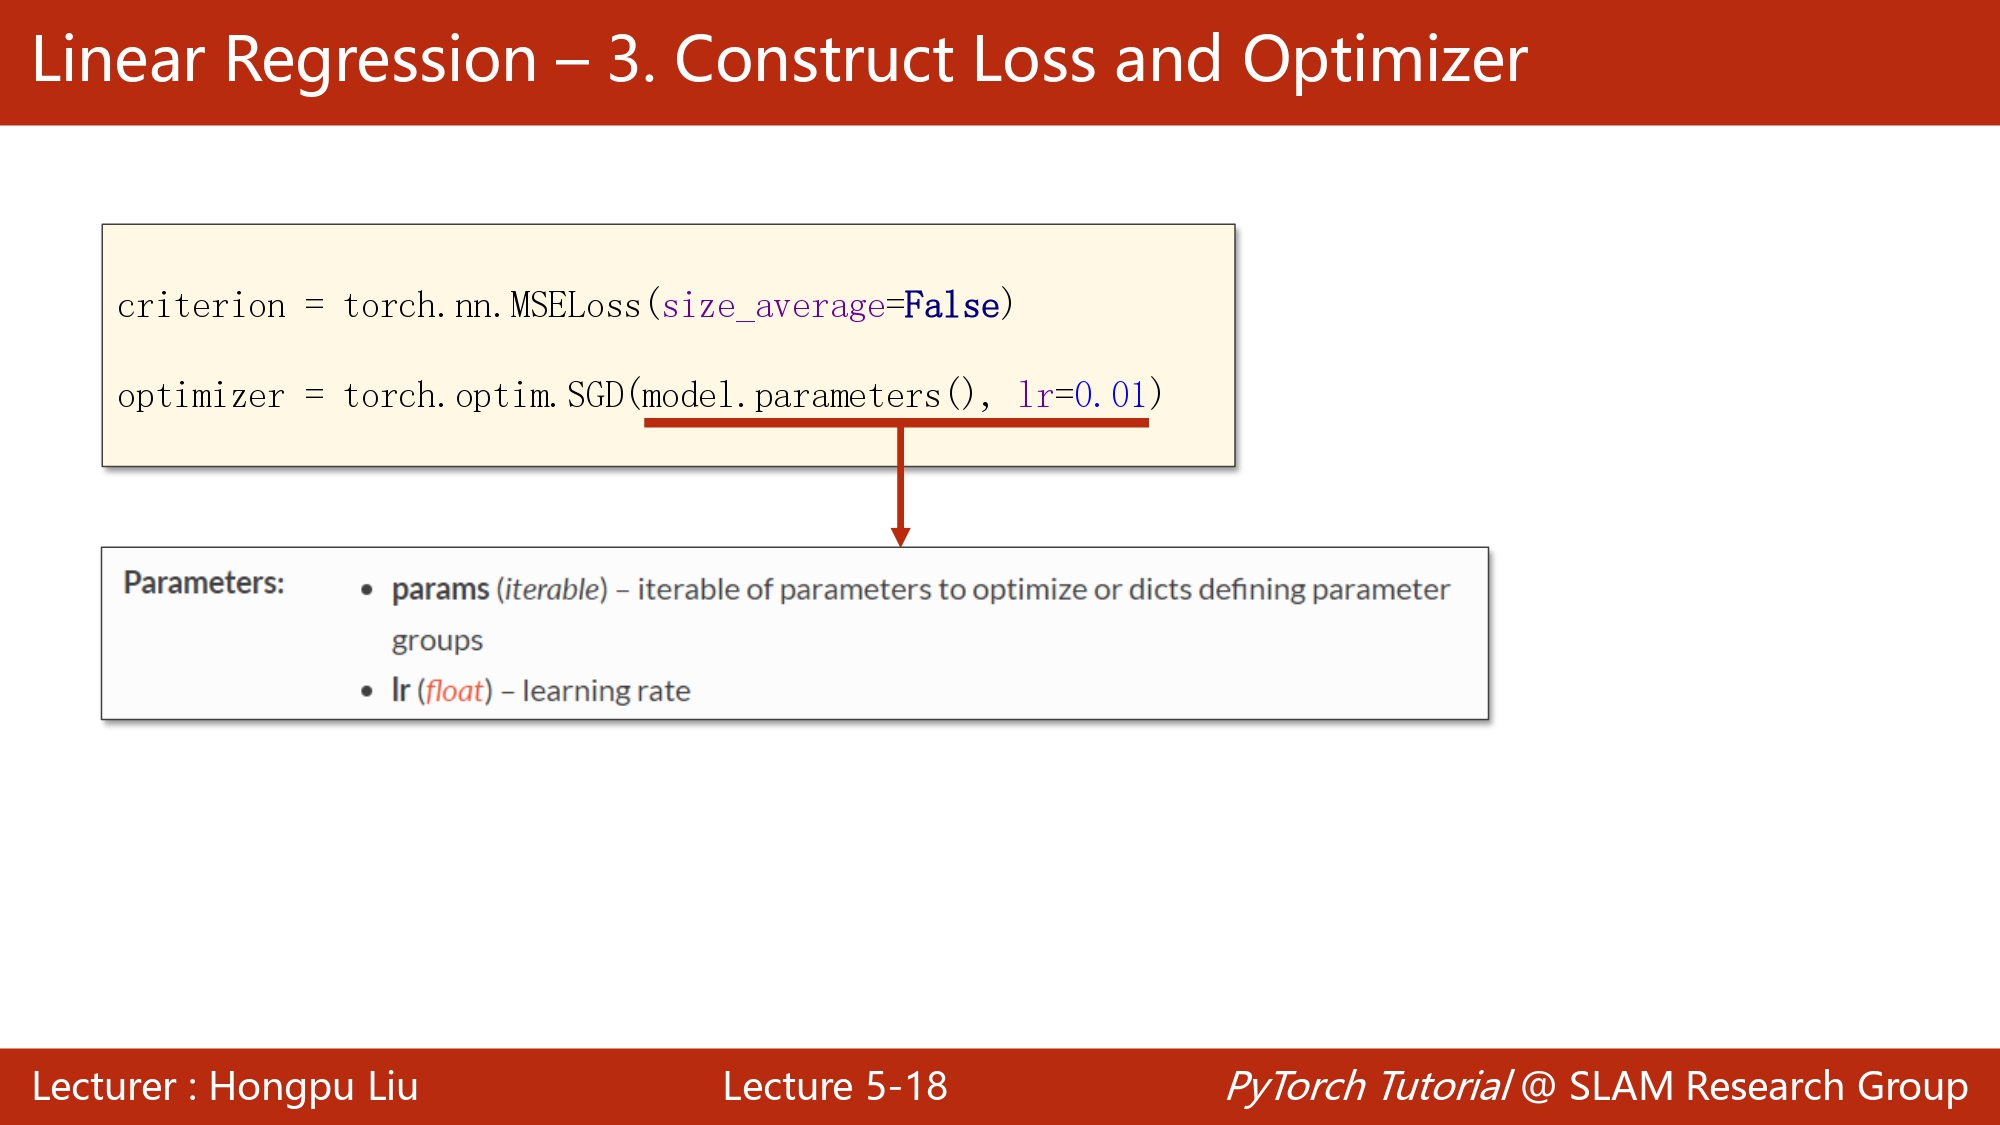 Linear Regression – 3. Construct Loss and Optimizer
criterion = torch.nn.MSELoss(size_average=False)
optimizer = torch.optim.SGD(model.parameters(), lr=0.01)
Parameters:
• params (iterable) – iterable of parameters to optimize or dicts defining parameter
groups
• lr (float) – learning rate
Lecturer : Hongpu Liu
Lecture 5-18
PyTorch Tutorial @ SLAM Research Group